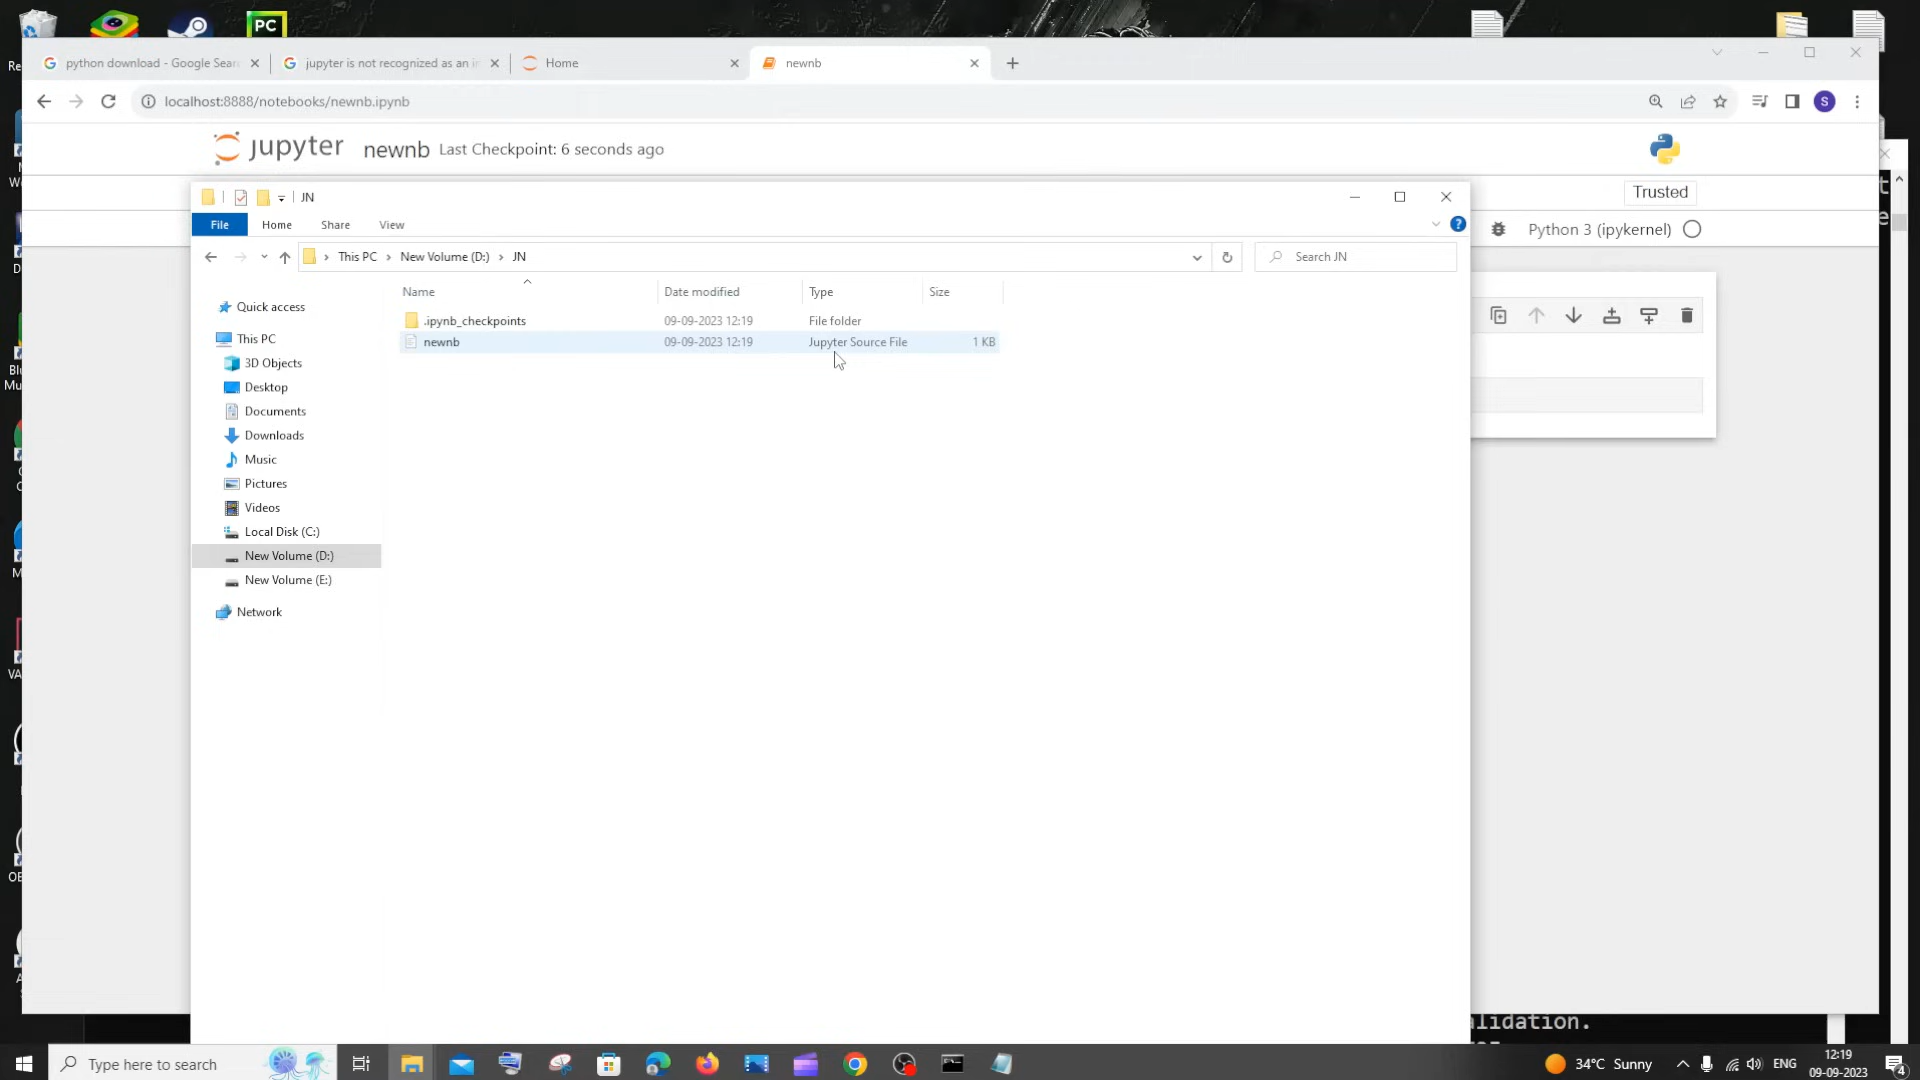 PC
python download - Google Sear
jupyter is not recognized as an i
Home
newnb
localhost:8888/notebooks/newnb.ipynb
S
jupyter newnb Last Checkpoint: 6 seconds ago
Trusted
Python 3 (ipykernel)
JN
File Home Share View
This PC > New Volume (D:) > JN
Search JN
Name Date modified Type Size
.ipynb_checkpoints 09-09-2023 12:19 File folder
newnb 09-09-2023 12:19 Jupyter Source File 1 KB
Quick access
This PC
3D Objects
Desktop
Documents
Downloads
Music
Pictures
Videos
Local Disk (C:)
New Volume (D:)
New Volume (E:)
Network
alidation.
Type here to search
34°C Sunny
ENG
12:19
09-09-2023
4